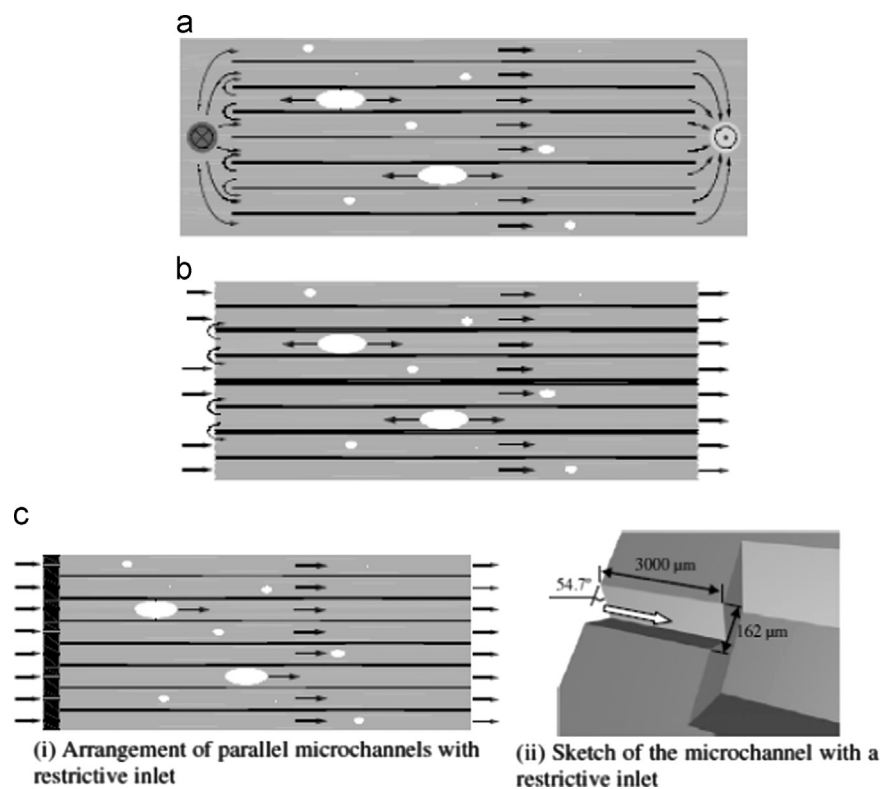 a
b
c
3000 µm
54.7°
162 µm
(i) Arrangement of parallel microchannels with
restrictive inlet
(ii) Sketch of the microchannel with a
restrictive inlet